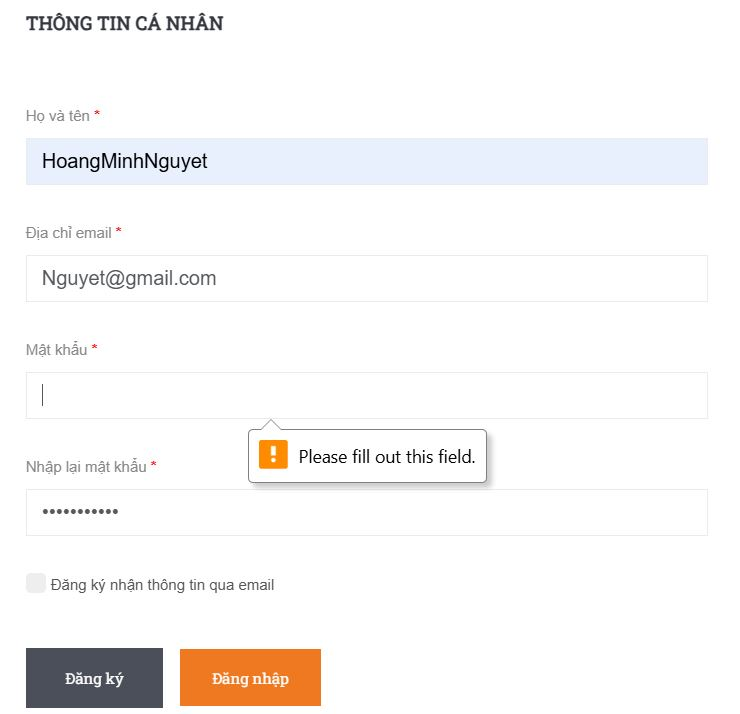 THÔNG TIN CÁ NHÂN
Họ và tên *
HoangMinhNguyet
Địa chỉ email *
Nguyet@gmail.com
Mật khẩu *
Please fill out this field.
Nhập lại mật khẩu *
•••••••••••
Đăng ký nhận thông tin qua email
Đăng ký
Đăng nhập